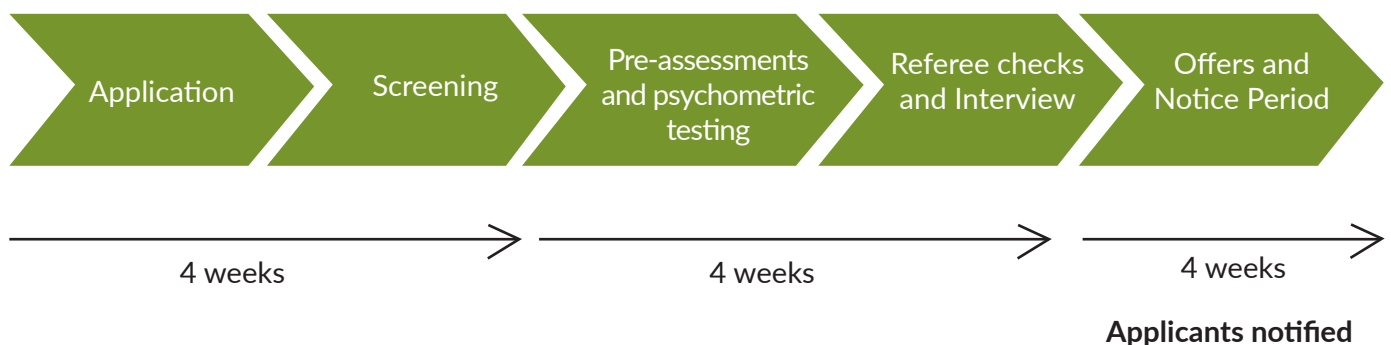 Application
Screening
Pre-assessments
and psychometric
testing
Referee checks
and Interview
Offers and
Notice Period
4 weeks
4 weeks
4 weeks
Applicants notified